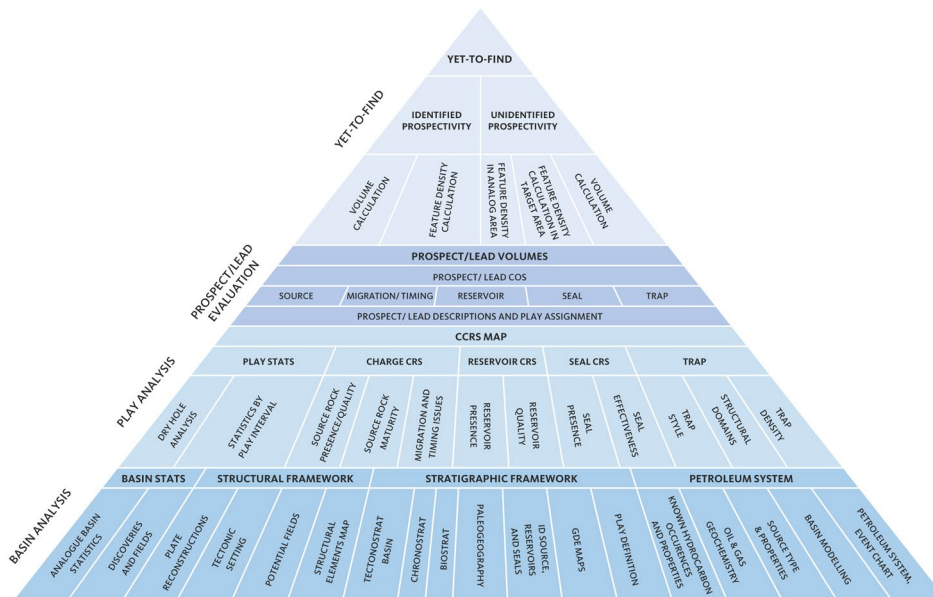 YET-TO-FIND
YET-TO-FIND
IDENTIFIED
PROSPECTIVITY
UNIDENTIFIED
PROSPECTIVITY
VOLUME
CALCULATION
FEATURE DENSITY
CALCULATION
FEATURE DENSITY
IN ANALOG AREA
FEATURE DENSITY
CALCULATION IN
TARGET AREA
VOLUME
CALCULATION
PROSPECT/LEAD
EVALUATION
PROSPECT/LEAD VOLUMES
PROSPECT/ LEAD COS
SOURCE
MIGRATION/ TIMING
RESERVOIR
SEAL
TRAP
PROSPECT/ LEAD DESCRIPTIONS AND PLAY ASSIGNMENT
PLAY ANALYSIS
CCRS MAP
PLAY STATS
CHARGE CRS
RESERVOIR CRS
SEAL CRS
TRAP
DRY HOLE
ANALYSIS
STATISTICS BY
PLAY INTERVAL
SOURCE ROCK
PRESENCE/QUALITY
SOURCE ROCK
MATURITY
MIGRATION AND
TIMING ISSUES
RESERVOIR
PRESENCE
RESERVOIR
QUALITY
SEAL
PRESENCE
SEAL
EFFECTIVENESS
TRAP
STYLE
STRUCTURAL
DOMAINS
TRAP
DENSITY
BASIN ANALYSIS
BASIN STATS
STRUCTURAL FRAMEWORK
STRATIGRAPHIC FRAMEWORK
PETROLEUM SYSTEM
ANALOGUE BASIN
STATISTICS
DISCOVERIES
AND FIELDS
PLATE
RECONSTRUCTIONS
TECTONIC
SETTING
POTENTIAL FIELDS
STRUCTURAL
ELEMENTS MAP
TECTONOSTRAT
BASIN
CHRONOSTRAT
BIOSTRAT
PALEOGEOGRAPHY
ID SOURCE,
RESERVOIRS
AND SEALS
GDE MAPS
PLAY DEFINITION
KNOWN HYDROCARBON
OCCURENCES
AND PROPERTIES
OIL & GAS
GEOCHEMISTRY
SOURCE TYPE
& PROPERTIES
BASIN MODELLING
PETROLEUM SYSTEM,
EVENT CHART